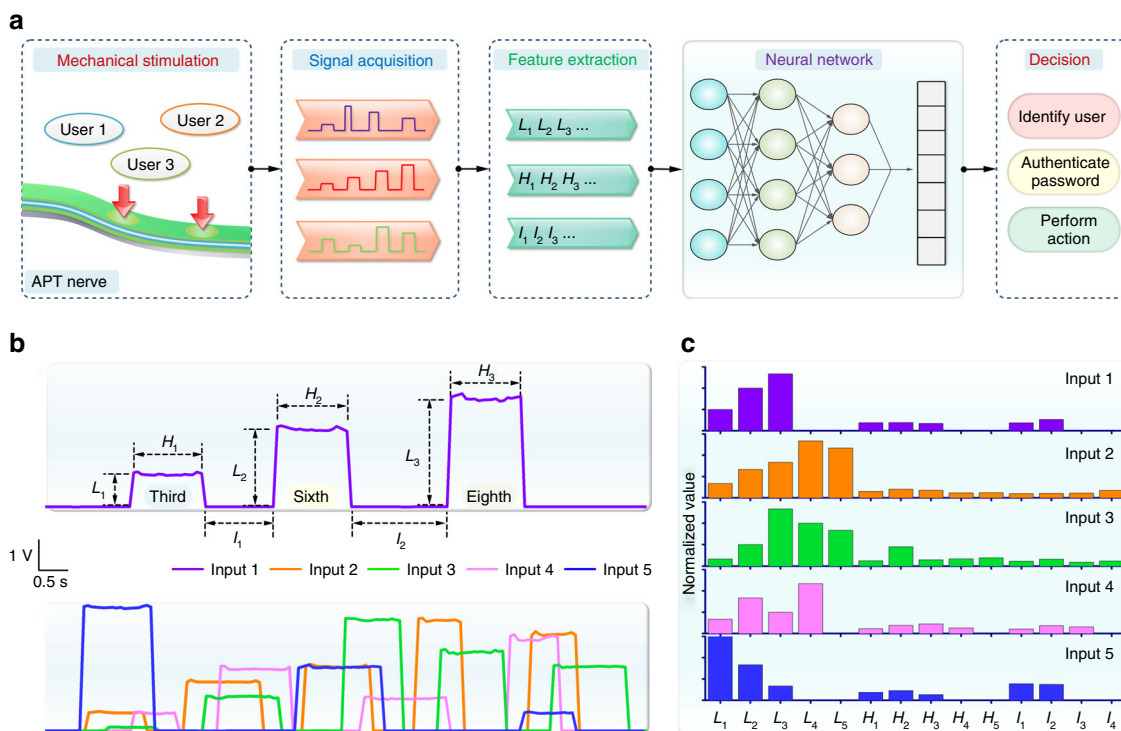 a
Mechanical stimulation
Signal acquisition
Feature extraction
Neural network
Decision
User 1
User 2
User 3
APT nerve
L1 L2 L3 ...
H1 H2 H3 ...
I1 I2 I3 ...
Identify user
Authenticate
password
Perform
action
b
H1
H2
H3
L1
L2
L3
Third
Sixth
Eighth
I1
I2
1 V
0.5 s
Input 1
Input 2
Input 3
Input 4
Input 5
c
Normalized value
Input 1
Input 2
Input 3
Input 4
Input 5
L1 L2 L3 L4 L5 H1 H2 H3 H4 H5 I1 I2 I3 I4